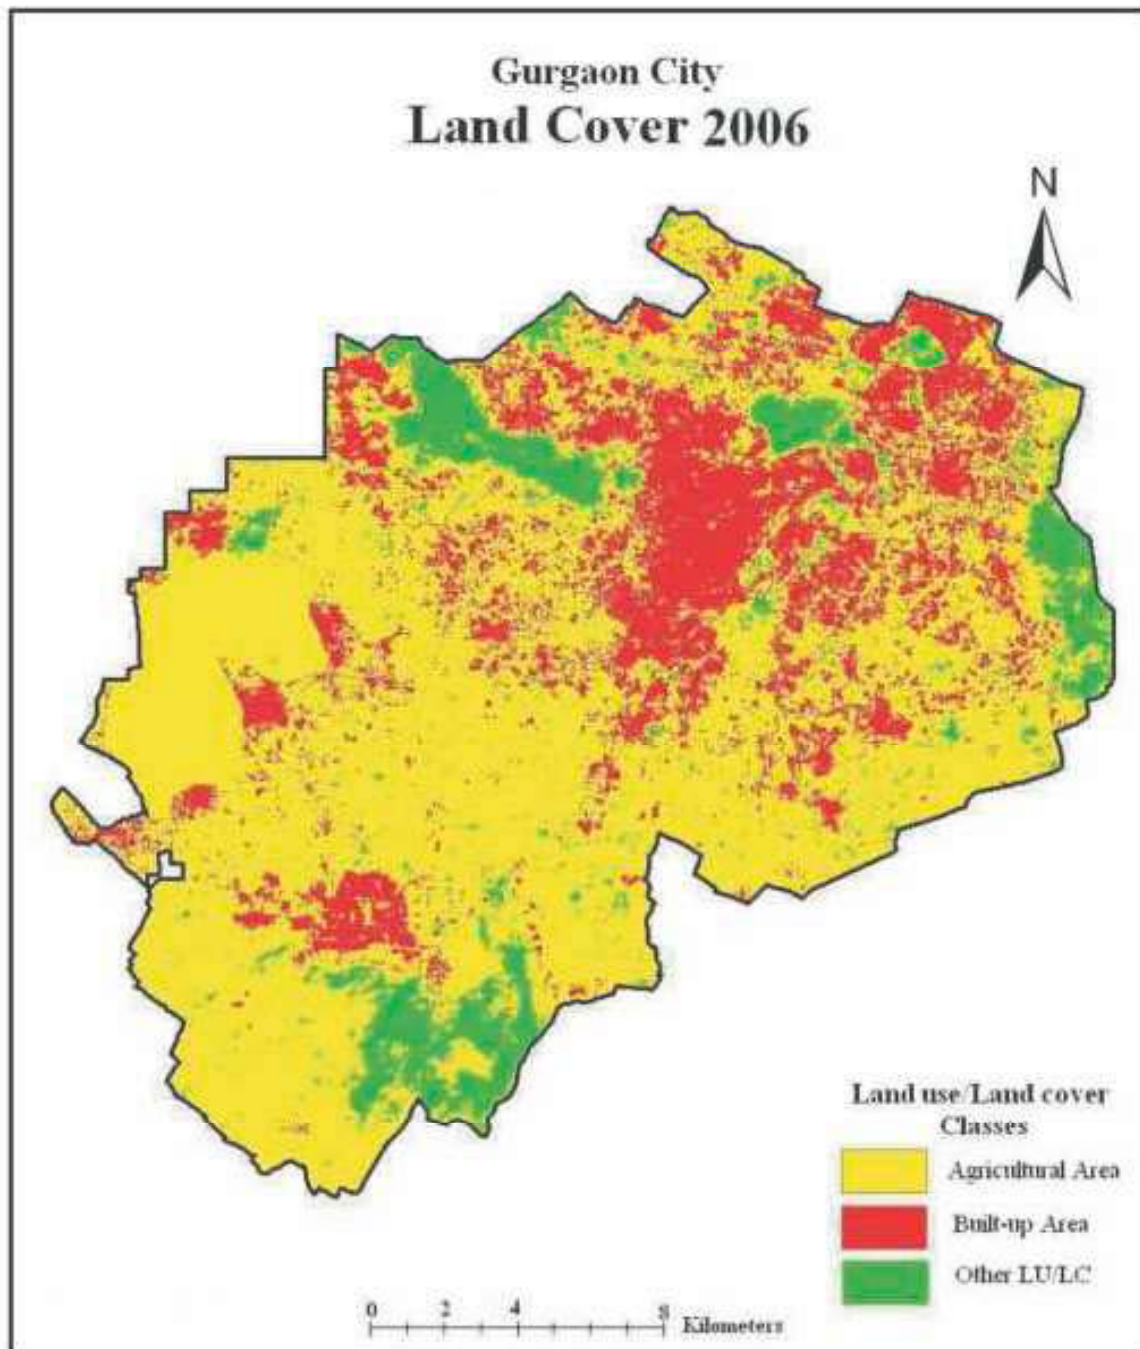 Gurgaon City
Land Cover 2006
N
Land use/Land cover
Classes
Agricultural Area
Built-up Area
Other LU/LC
0 2 4 8
Kilometers